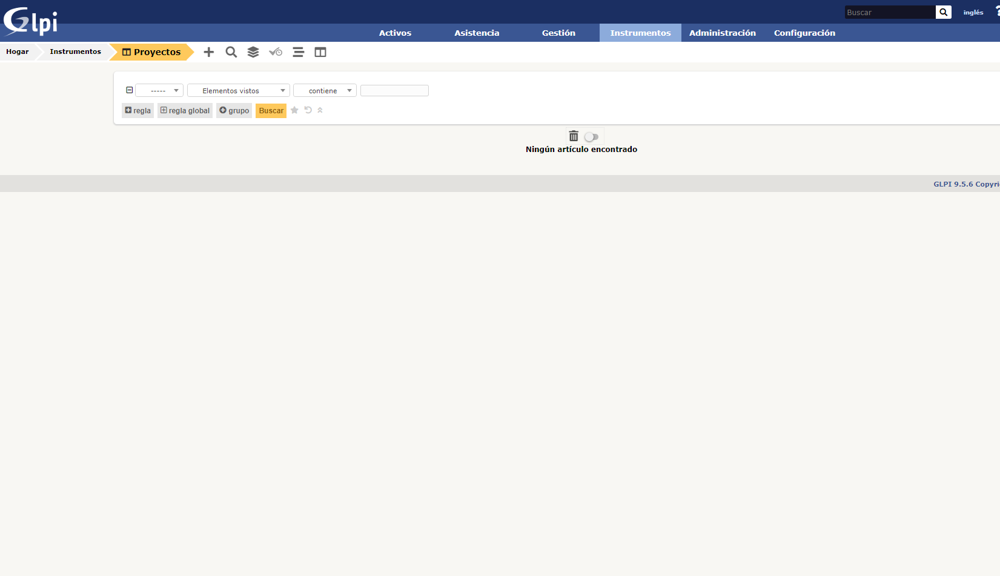 Glpi
Buscar
inglés
Activos
Asistencia
Gestión
Instrumentos
Administración
Configuración
Hogar
Instrumentos
Proyectos
-----
Elementos vistos
contiene
regla
regla global
grupo
Buscar
Ningún artículo encontrado
GLPI 9.5.6 Copyri